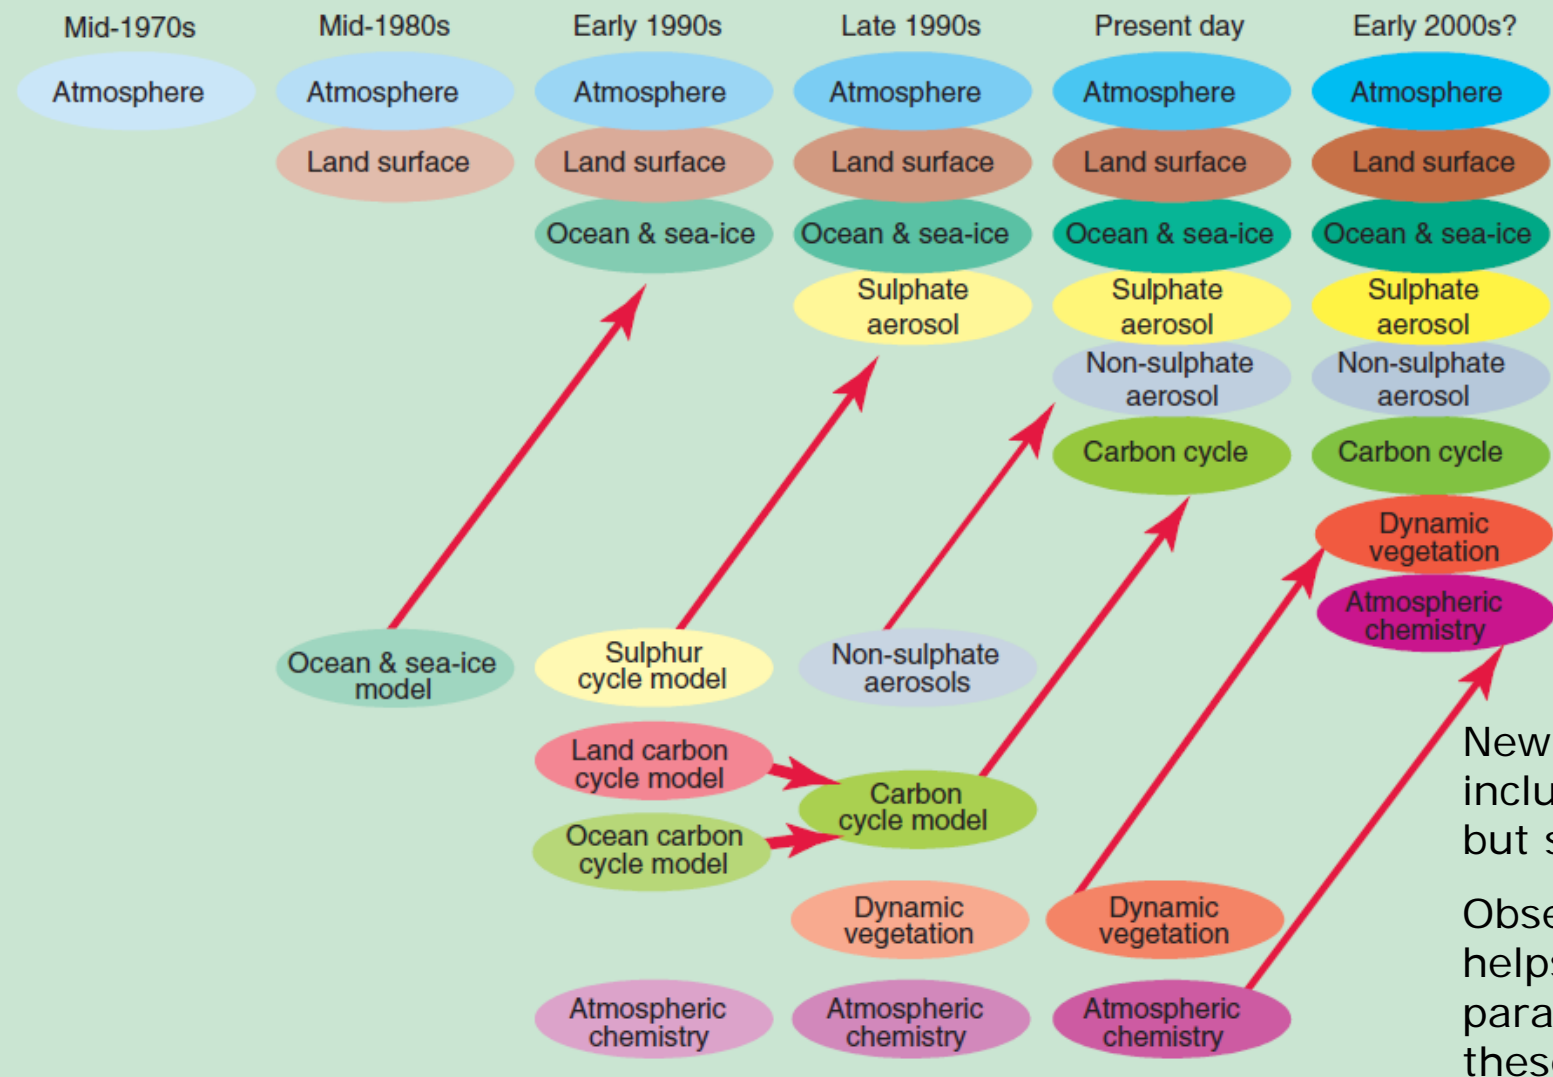 Mid-1970s
Mid-1980s
Early 1990s
Late 1990s
Present day
Early 2000s?
Atmosphere
Atmosphere
Atmosphere
Atmosphere
Atmosphere
Atmosphere
Land surface
Land surface
Land surface
Land surface
Land surface
Ocean & sea-ice
Ocean & sea-ice
Ocean & sea-ice
Ocean & sea-ice
Sulphate
aerosol
Sulphate
aerosol
Sulphate
aerosol
Non-sulphate
aerosol
Non-sulphate
aerosol
Carbon cycle
Carbon cycle
Dynamic
vegetation
Atmospheric
chemistry
Ocean & sea-ice
model
Sulphur
cycle model
Non-sulphate
aerosols
Land carbon
cycle model
Ocean carbon
cycle model
Carbon
cycle model
Dynamic
vegetation
Dynamic
vegetation
Atmospheric
chemistry
Atmospheric
chemistry
Atmospheric
chemistry
New
but
helps
these